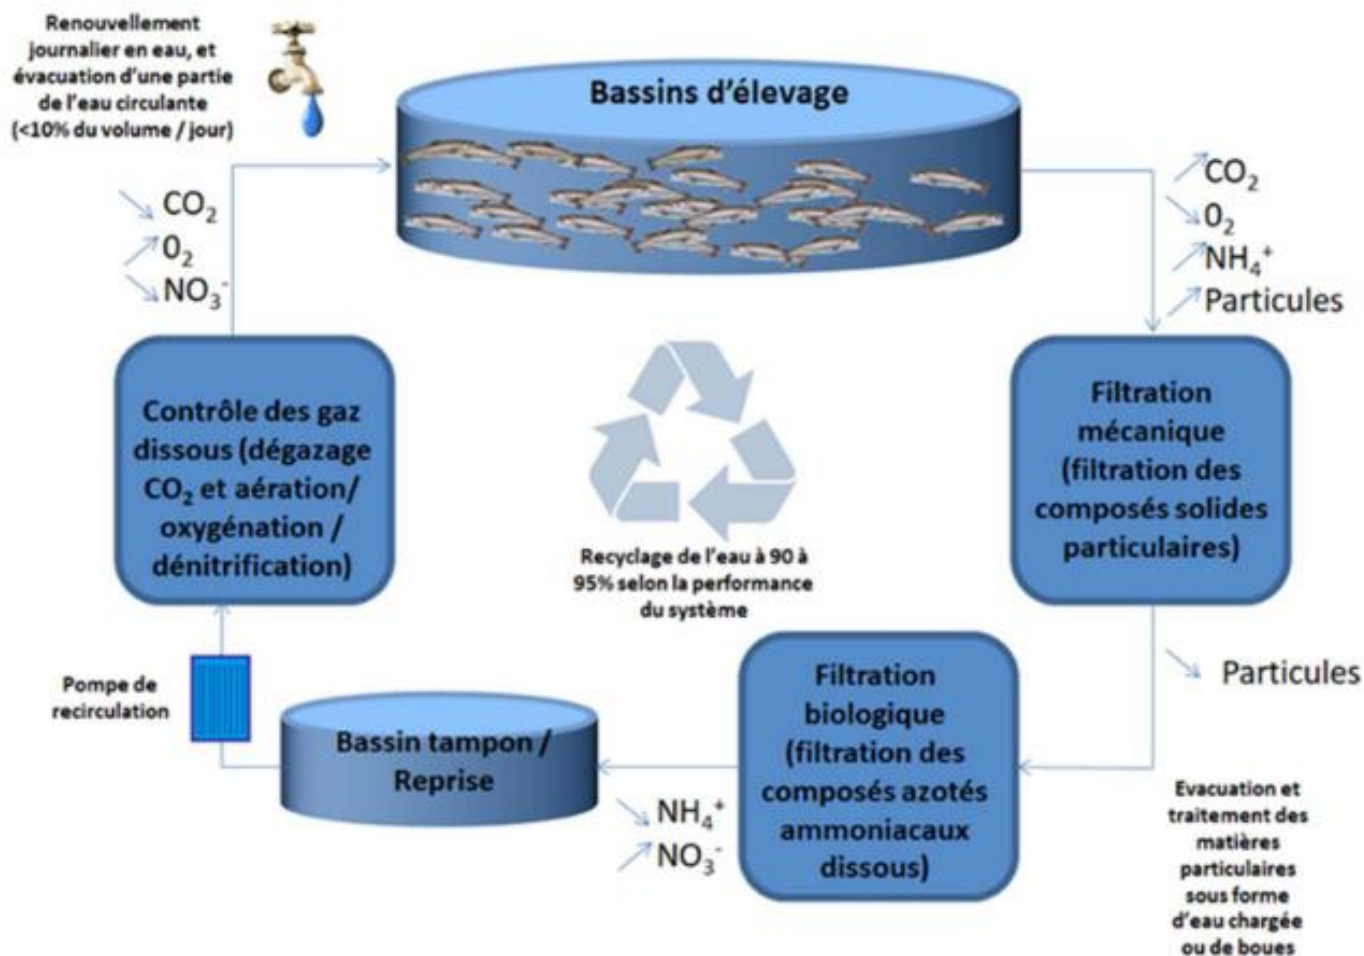 Renouvellement
journalier en eau, et
évacuation d'une partie
de l'eau circulante
(<10% du volume / jour)
Bassins d'élevage
CO₂
0₂
NO₃⁻
CO₂
0₂
NH₄⁺
Particules
Contrôle des gaz
dissous (dégazage
CO₂ et aération/
oxygénation /
dénitrification)
Recyclage de l'eau à 90 à
95% selon la performance
du système
Filtration
mécanique
(filtration des
composés solides
particulaires)
Particules
Pompe de
recirculation
Bassin tampon /
Reprise
NH₄⁺
NO₃⁻
Filtration
biologique
(filtration des
composés azotés
ammoniacaux
dissous)
Evacuation et
traitement des
matières
particulaires
sous forme
d'eau chargée
ou de boues